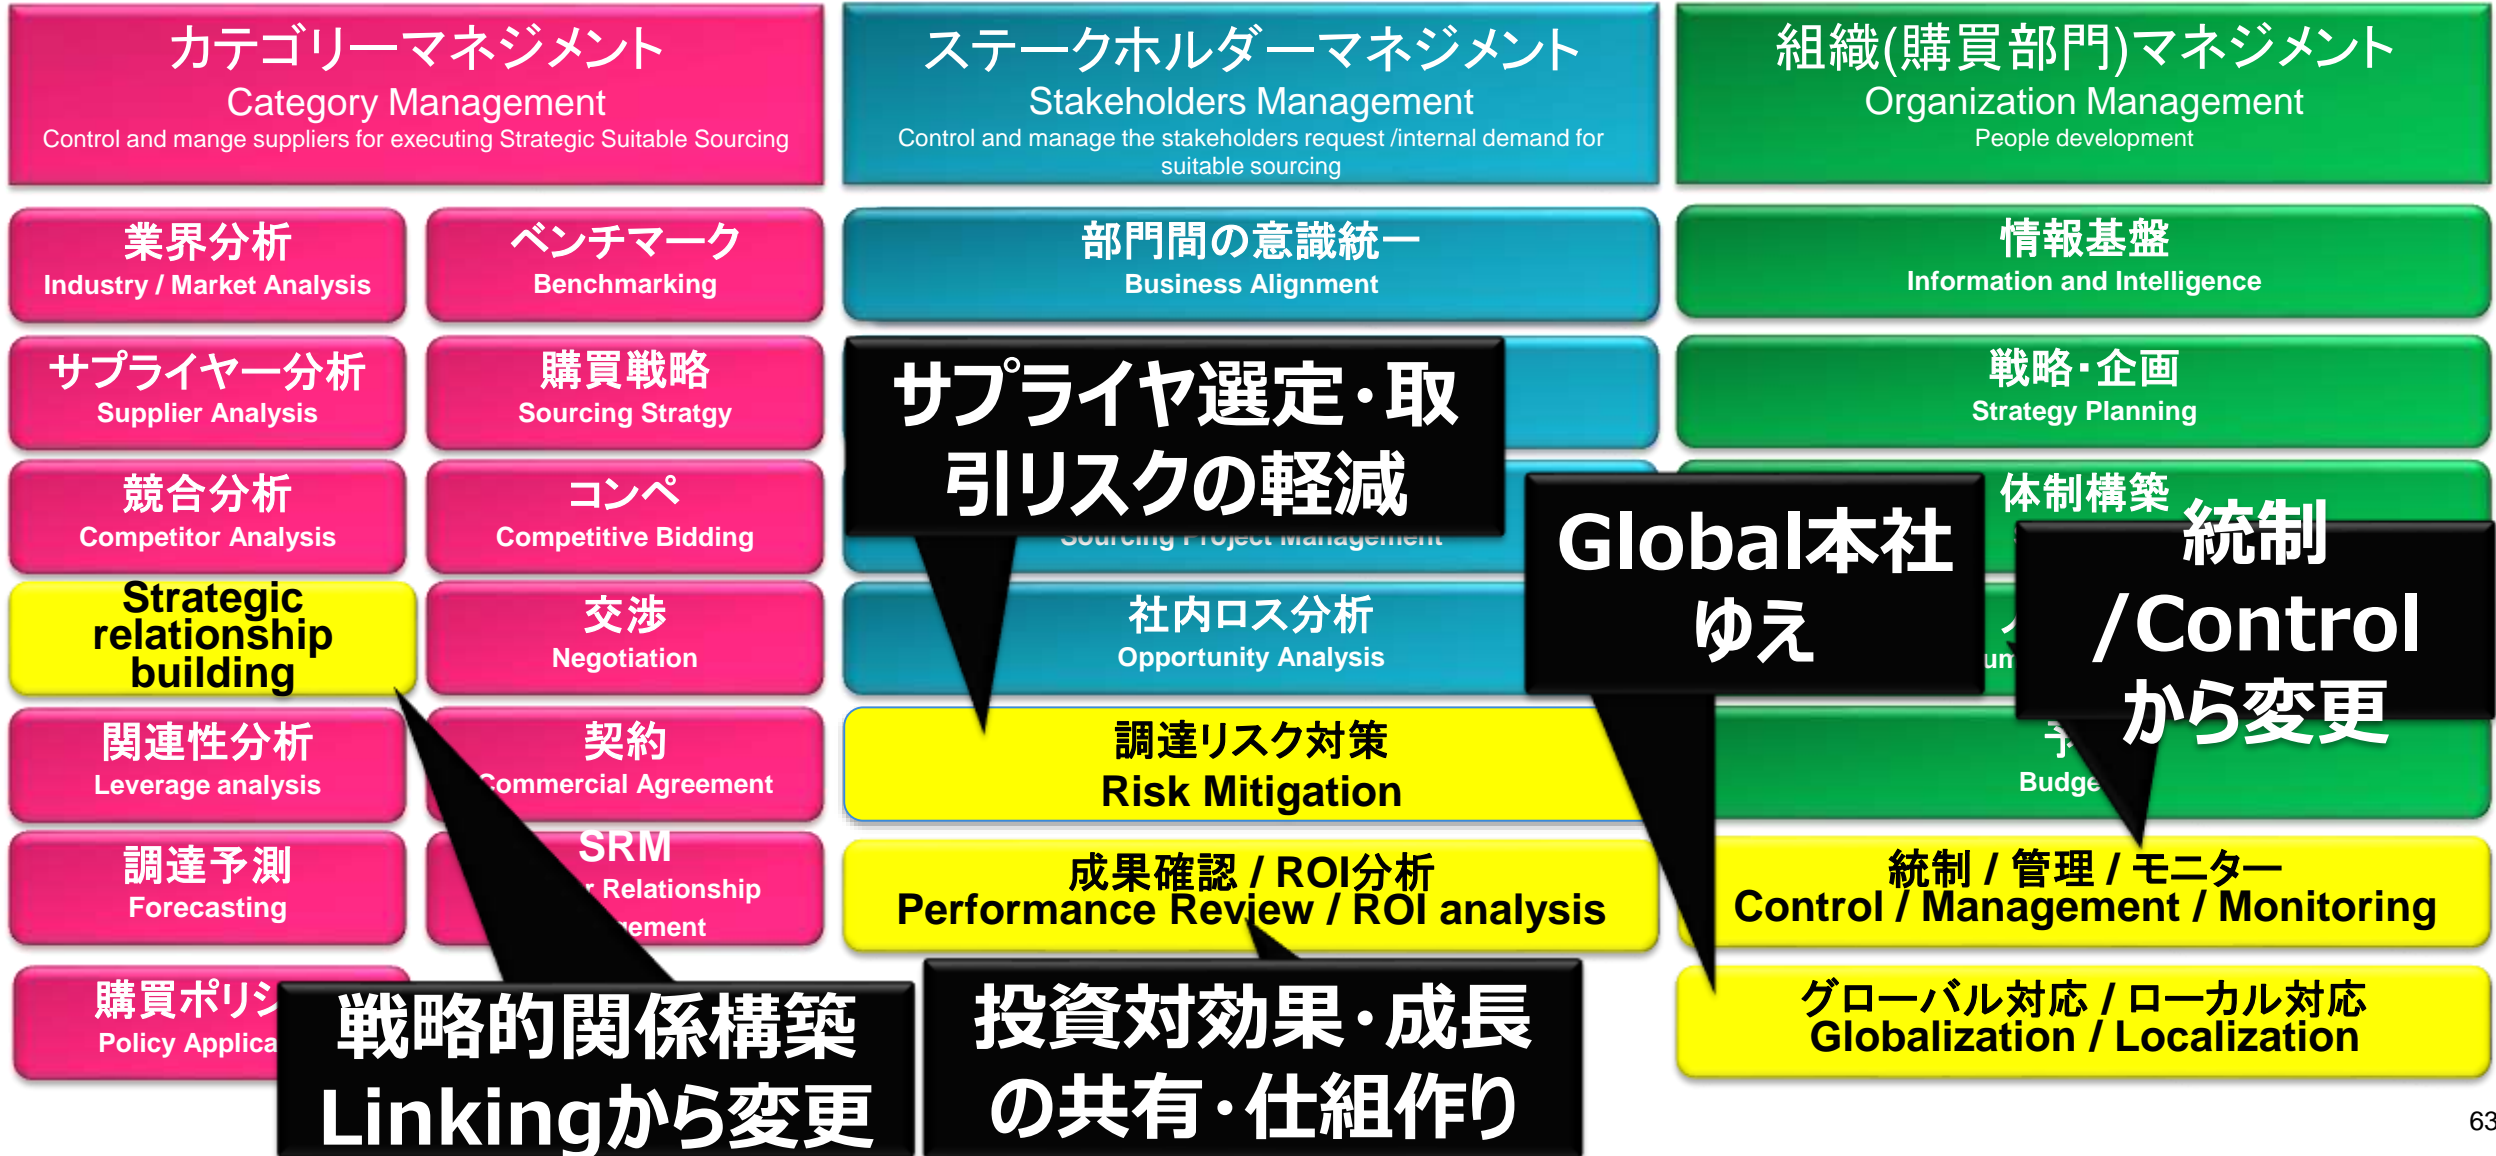 カテゴリーマネジメント
Category Management
Control and mange suppliers for executing Strategic Suitable Sourcing
ステークホルダーマネジメント
Stakeholders Management
Control and manage the stakeholders request /internal demand for
suitable sourcing
組織(購買部門)マネジメント
Organization Management
People development
業界分析
Industry / Market Analysis
ベンチマーク
Benchmarking
部門間の意識統一
Business Alignment
情報基盤
Information and Intelligence
サプライヤー分析
Supplier Analysis
購買戦略
Sourcing Stratgy
サプライヤ選定・取
引リスクの軽減
戦略・企画
Strategy Planning
競合分析
Competitor Analysis
コンペ
Competitive Bidding
Sourcing Project Management
体制構築
Global本社
ゆえ
統制
/Control
から変更
Strategic
relationship
building
交渉
Negotiation
社内ロス分析
Opportunity Analysis
関連性分析
Leverage analysis
契約
Commercial Agreement
調達リスク対策
Risk Mitigation
調達予測
Forecasting
SRM
Relationship
成果確認 / ROI分析
Performance Review / ROI analysis
統制 / 管理 / モニター
Control / Management / Monitoring
購買ポリシ
Policy
戦略的関係構築
Linkingから変更
投資対効果・成長
の共有・仕組作り
グローバル対応 / ローカル対応
Globalization / Localization
63